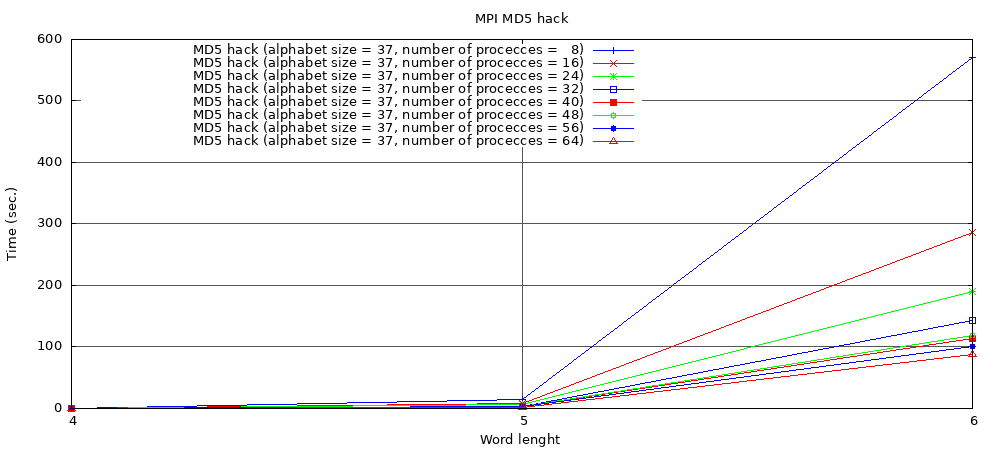 MPI MD5 hack
600
500
400
300
200
100
0
Time (sec.)
MD5 hack (alphabet size = 37, number of procecces = 8)
MD5 hack (alphabet size = 37, number of procecces = 16)
MD5 hack (alphabet size = 37, number of procecces = 24)
MD5 hack (alphabet size = 37, number of procecces = 32)
MD5 hack (alphabet size = 37, number of procecces = 40)
MD5 hack (alphabet size = 37, number of procecces = 48)
MD5 hack (alphabet size = 37, number of procecces = 56)
MD5 hack (alphabet size = 37, number of procecces = 64)
4 5 6
Word lenght